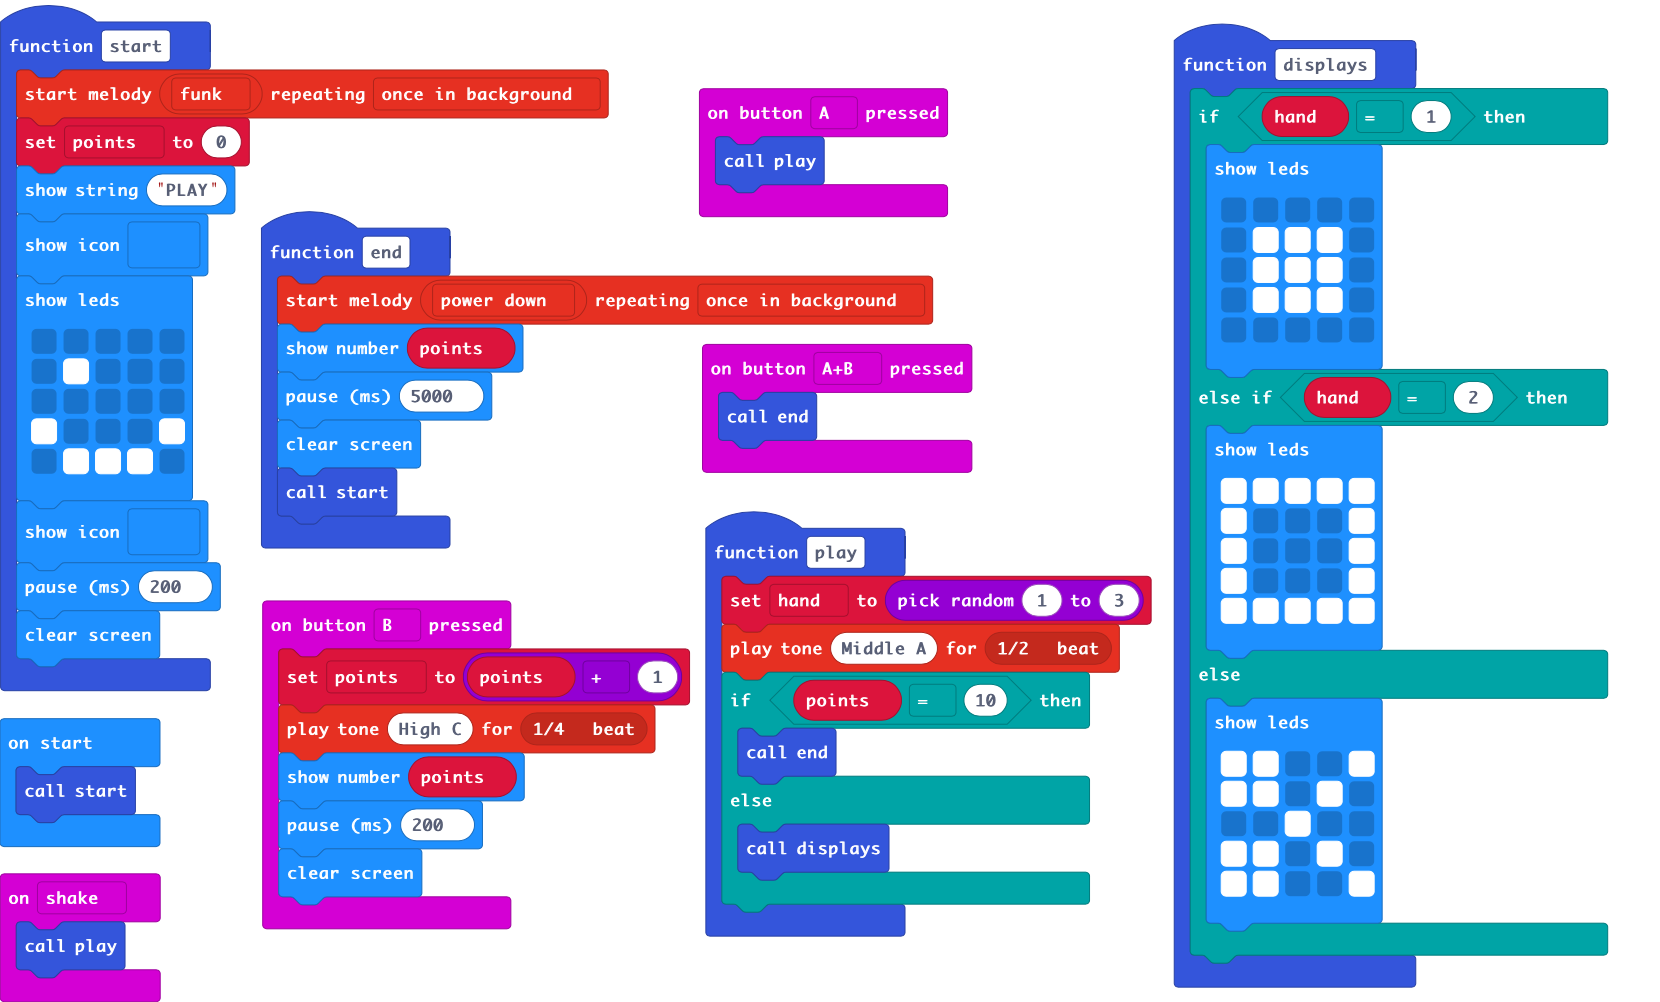 function start
start melody funk repeating once in background
set points to 0
show string "PLAY"
show icon
show leds
show icon
pause (ms) 200
clear screen
on start
call start
on shake
call play
function end
start melody power down repeating once in background
show number points
pause (ms) 5000
clear screen
call start
on button B pressed
set points to points + 1
play tone High C for 1/4 beat
show number points
pause (ms) 200
clear screen
on button A pressed
call play
on button A+B pressed
call end
function play
set hand to pick random 1 to 3
play tone Middle A for 1/2 beat
if points = 10 then
call end
else
call displays
function displays
if hand = 1 then
show leds
else if hand = 2 then
show leds
else
show leds